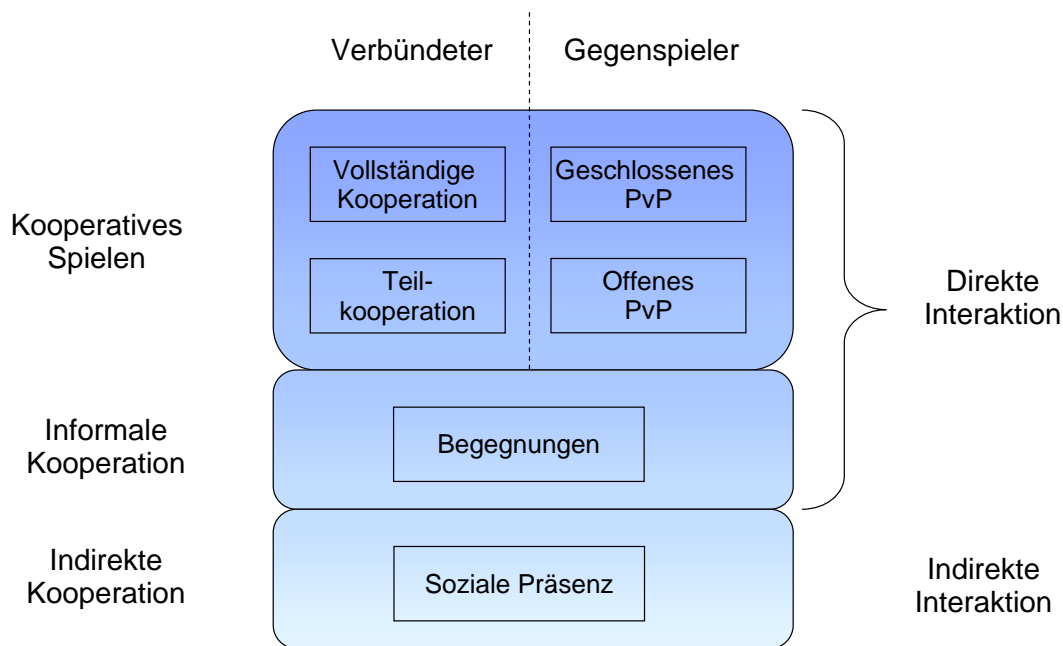 Verbündeter
Gegenspieler
Kooperatives
Spielen
Vollständige
Kooperation
Geschlossenes
PvP
Teil-
kooperation
Offenes
PvP
Direkte
Interaktion
Informale
Kooperation
Begegnungen
Indirekte
Kooperation
Soziale Präsenz
Indirekte
Interaktion